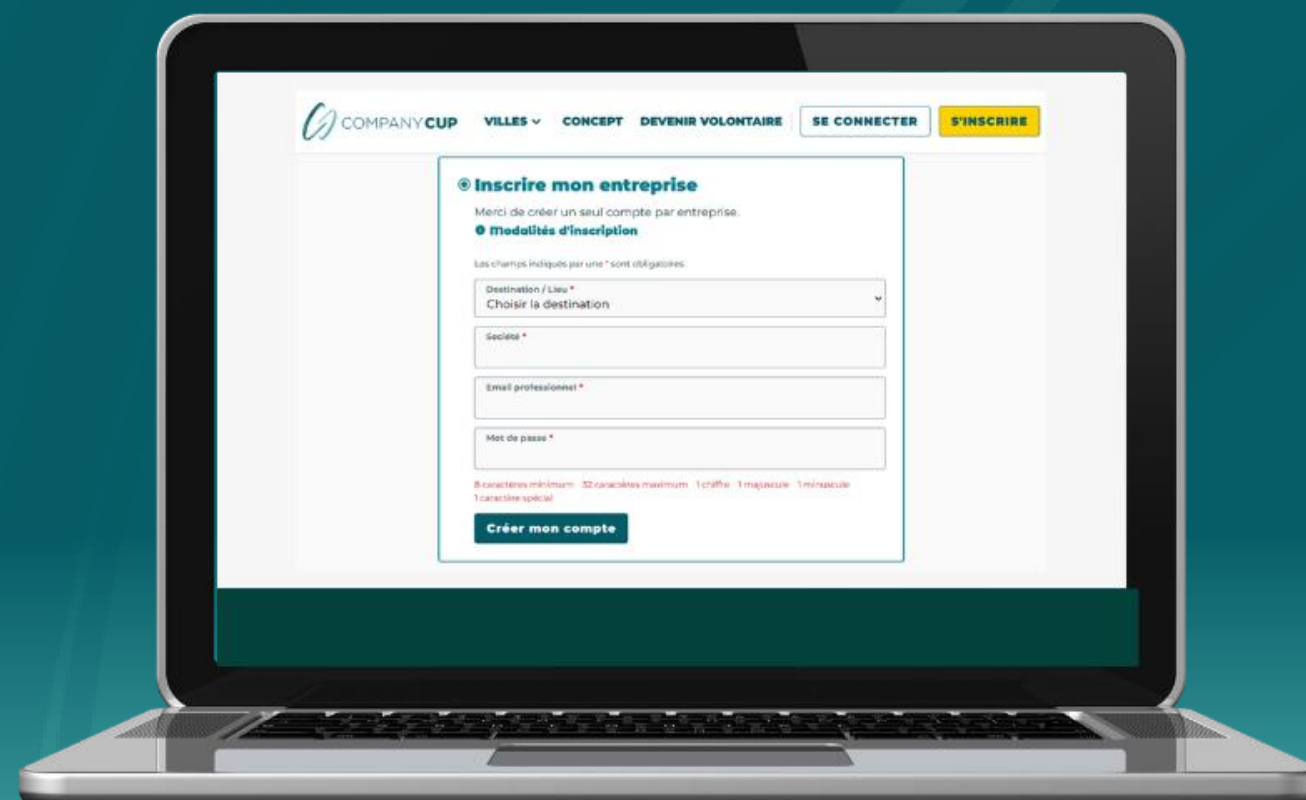 COMPANYCUP
VILLES
CONCEPT
DEVENIR VOLONTAIRE
SE CONNECTER
S'INSCRIRE
Inscrire mon entreprise
Merci de créer un seul compte par entreprise.
Modalités d'inscription
Les champs indiqués par une * sont obligatoires
Destination / Lieu *
Choisir la destination
Société *
Email professionnel *
Mot de passe *
8 caractères minimum 32 caractères maximum 1 chiffre 1 majuscule 1 minuscule
1 caractère spécial
Créer mon compte